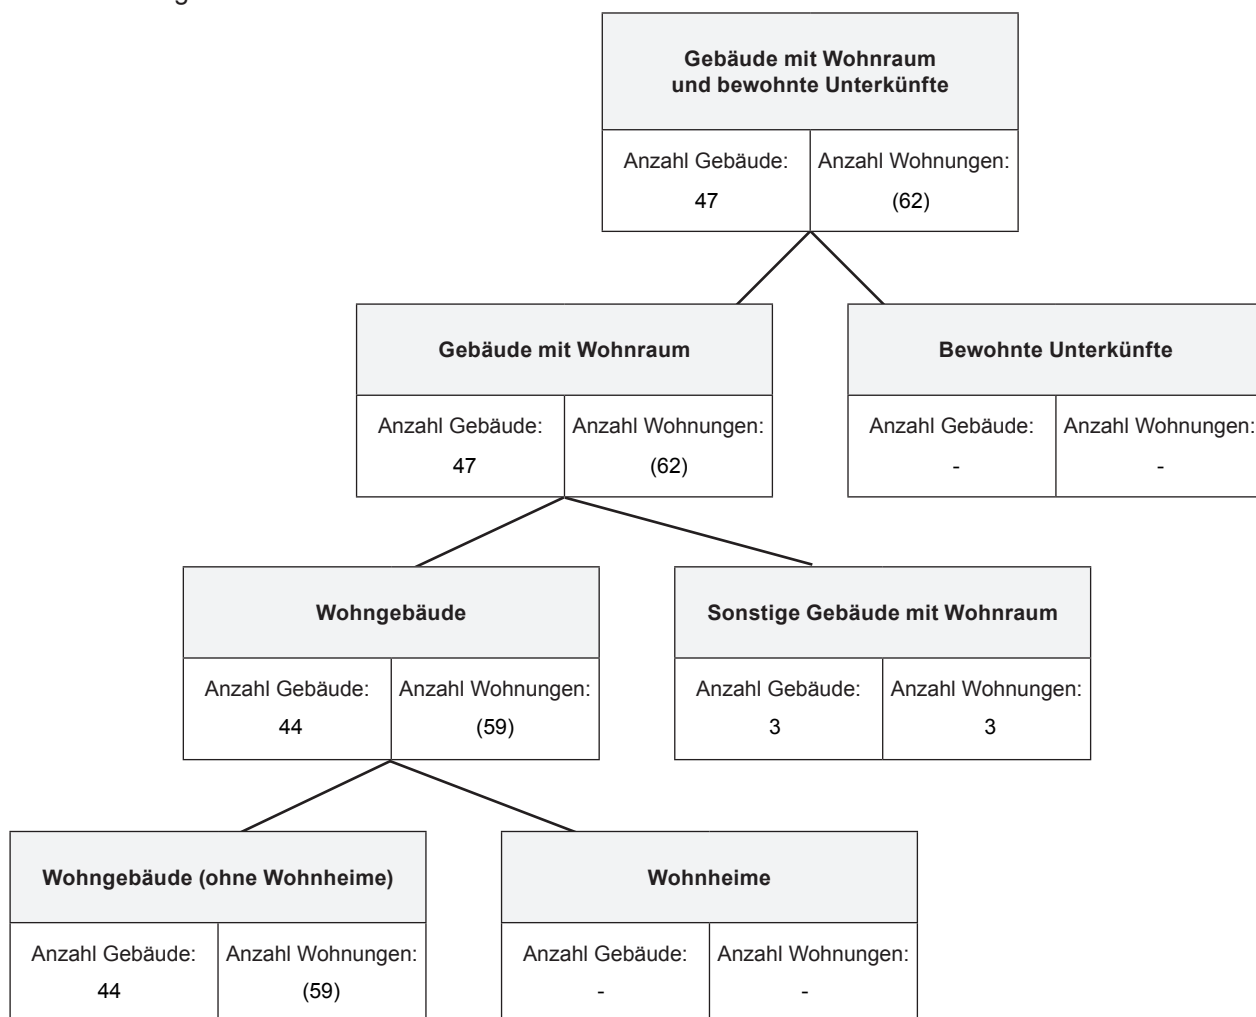 Gebäude mit Wohnraum
und bewohnte Unterkünfte
Anzahl Gebäude: Anzahl Wohnungen:
47 (62)
Gebäude mit Wohnraum
Anzahl Gebäude: Anzahl Wohnungen:
47 (62)
Bewohnte Unterkünfte
Anzahl Gebäude: Anzahl Wohnungen:
- -
Wohngebäude
Anzahl Gebäude: Anzahl Wohnungen:
44 (59)
Sonstige Gebäude mit Wohnraum
Anzahl Gebäude: Anzahl Wohnungen:
3 3
Wohngebäude (ohne Wohnheime)
Anzahl Gebäude: Anzahl Wohnungen:
44 (59)
Wohnheime
Anzahl Gebäude: Anzahl Wohnungen:
- -